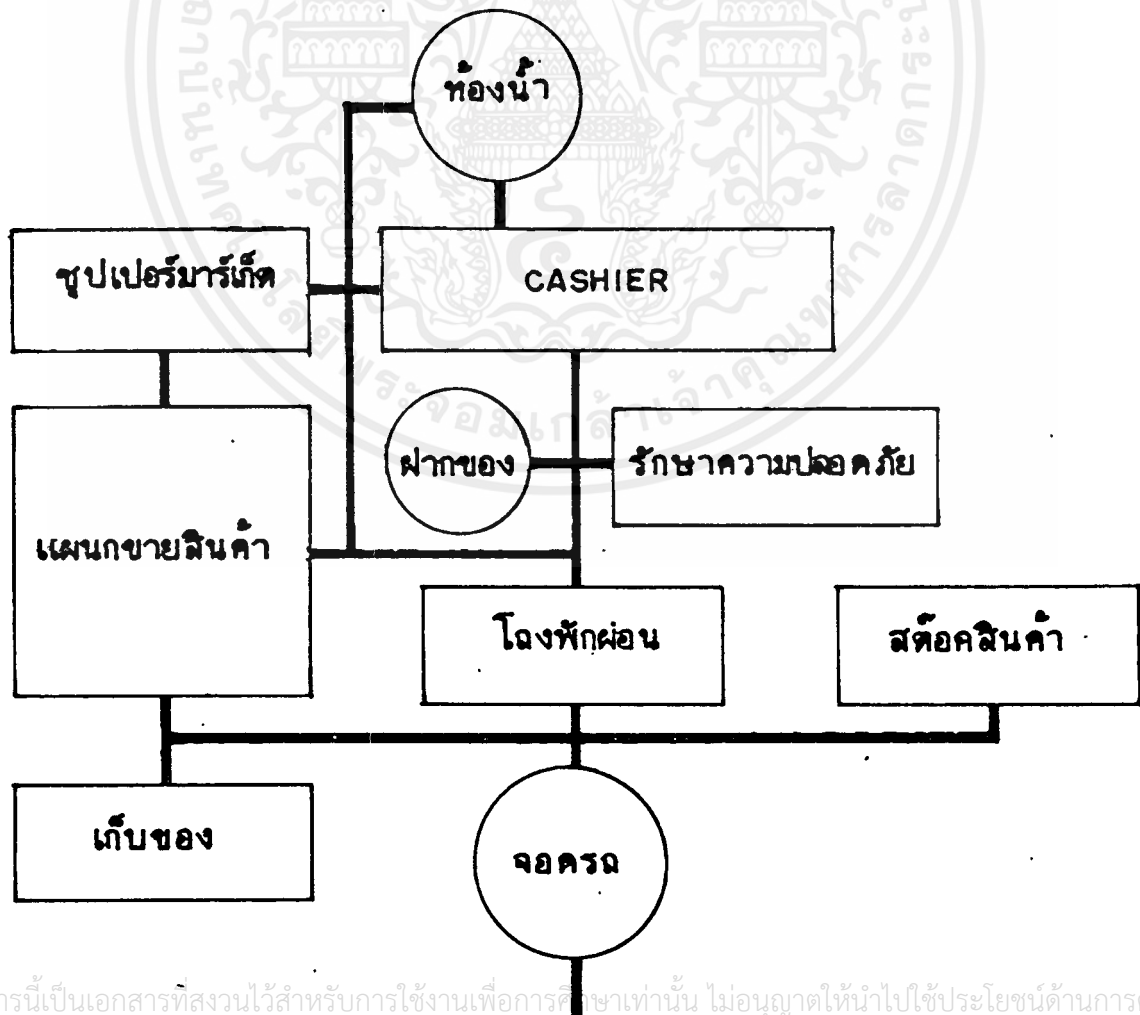 ห้องน้ำ
ซูปเปอร์มาร์เก็ต
CASHIER
ฝากของ
รักษาความปลอดภัย
แผนกขายสินค้า
โถงพักผ่อน
สต๊อคสินค้า
เก็บของ
จอดรถ
ารนี้เป็นเอกสารที่สงวนไว้สำหรับการใช้งานเพื่อการศึกษาเท่านั้น ไม่อนุญาตให้นำไปใช้ประโยชน์ด้านการ